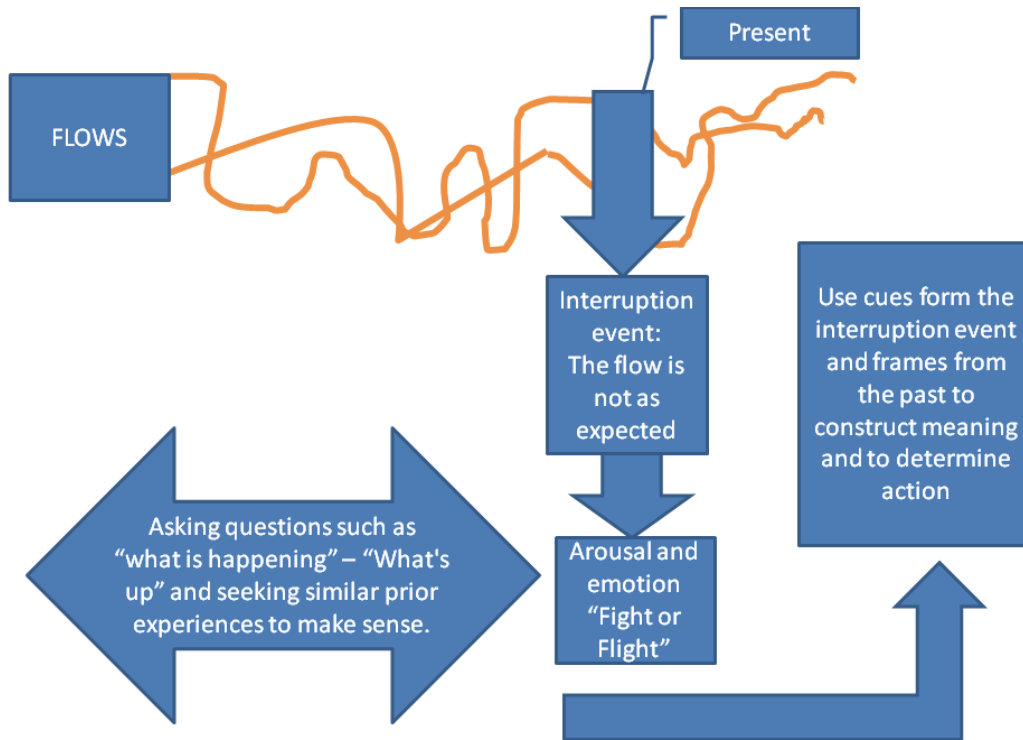 Present
FLOWS
Interruption
event:
The flow is
not as
expected
Use cues form the
interruption event
and frames from
the past to
construct meaning
and to determine
action
Asking questions such as
“what is happening” – “What's
up” and seeking similar prior
experiences to make sense.
Arousal and
emotion
“Fight or
Flight”